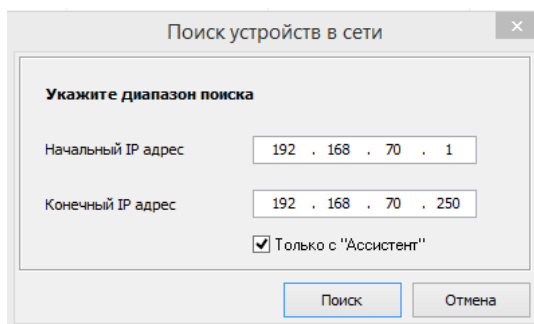 Поиск устройств в сети
Укажите диапазон поиска
Начальный IP адрес 192 . 168 . 70 . 1
Конечный IP адрес 192 . 168 . 70 . 250
Только с "Ассистент"
Поиск Отмена